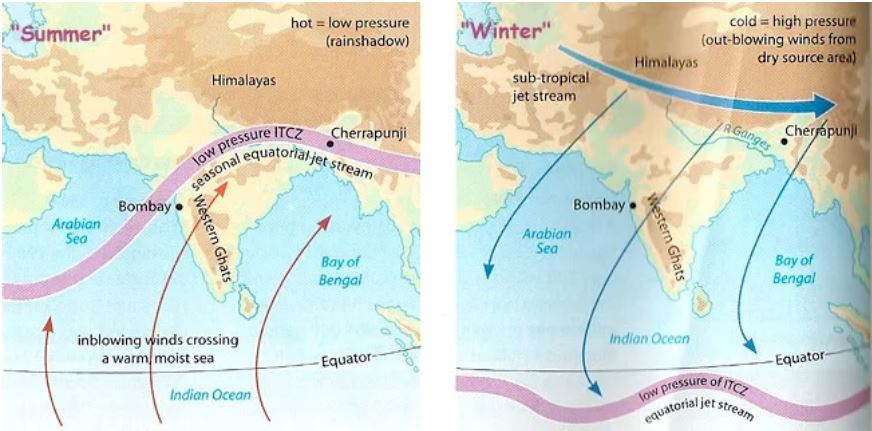 "Summer"
hot = low pressure
(rainshadow)
Himalayas
low pressure ITCZ
seasonal equatorial jet stream
Cherrapunji
Bombay
Western Ghats
Arabian
Sea
Bay of
Bengal
inblowing winds crossing
a warm, moist sea
Equator
Indian Ocean
"Winter"
cold = high pressure
(out-blowing winds from
dry source area)
sub-tropical
jet stream
Himalayas
R Ganges
Cherrapunji
Bombay
Western Ghats
Arabian
Sea
Bay of
Bengal
Indian Ocean
Equator
low pressure of ITCZ
equatorial jet stream